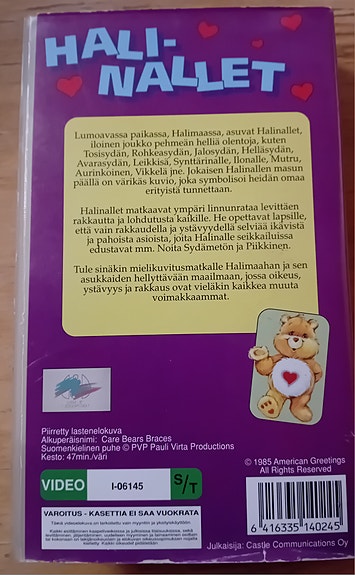 HALI-
NALLET
Lumoavassa paikassa, Halimaassa, asuvat Halinallet,
iloinen joukko pehmeän helliä olentoja, kuten
Tosisydän, Rohkeasydän, Jalosydän, Helläsydän,
Avarasydän, Leikkisä, Synttärinalle, Ilonalle, Mutru,
Aurinkoinen, Vikkelä jne. Jokaisen Halinallen masun
päällä on värikäs kuvio, joka symbolisoi heidän omaa
erityistä tunnettaan.
Halinallet matkaavat ympäri linnunrataa levittäen
rakkautta ja lohdutusta kaikille. He opettavat lapsille,
että vain rakkaudella ja ystävyydellä selviää ikävistä
ja pahoista asioista, joita Halinalle seikkailuissa
edustavat mm. Noita Sydämetön ja Piikkinen.
Tule sinäkin mielikuvitusmatkalle Halimaahan ja sen
asukkaiden hellyttävään maailmaan, jossa oikeus,
ystävyys ja rakkaus ovat vieläkin kaikkea muuta
voimakkaammat.
Piirretty lastenelokuva
Alkuperäisnimi: Care Bears Braces
Suomenkielinen puhe © PVP Pauli Virta Productions
Kesto: 47min./väri
© 1985 American Greetings
All Rights Reserved
VIDEO I-06145 S/T
VAROITUS - KASETTIA EI SAA VUOKRATA
6 416335 140245
Julkaisija: Castle Communications Oy